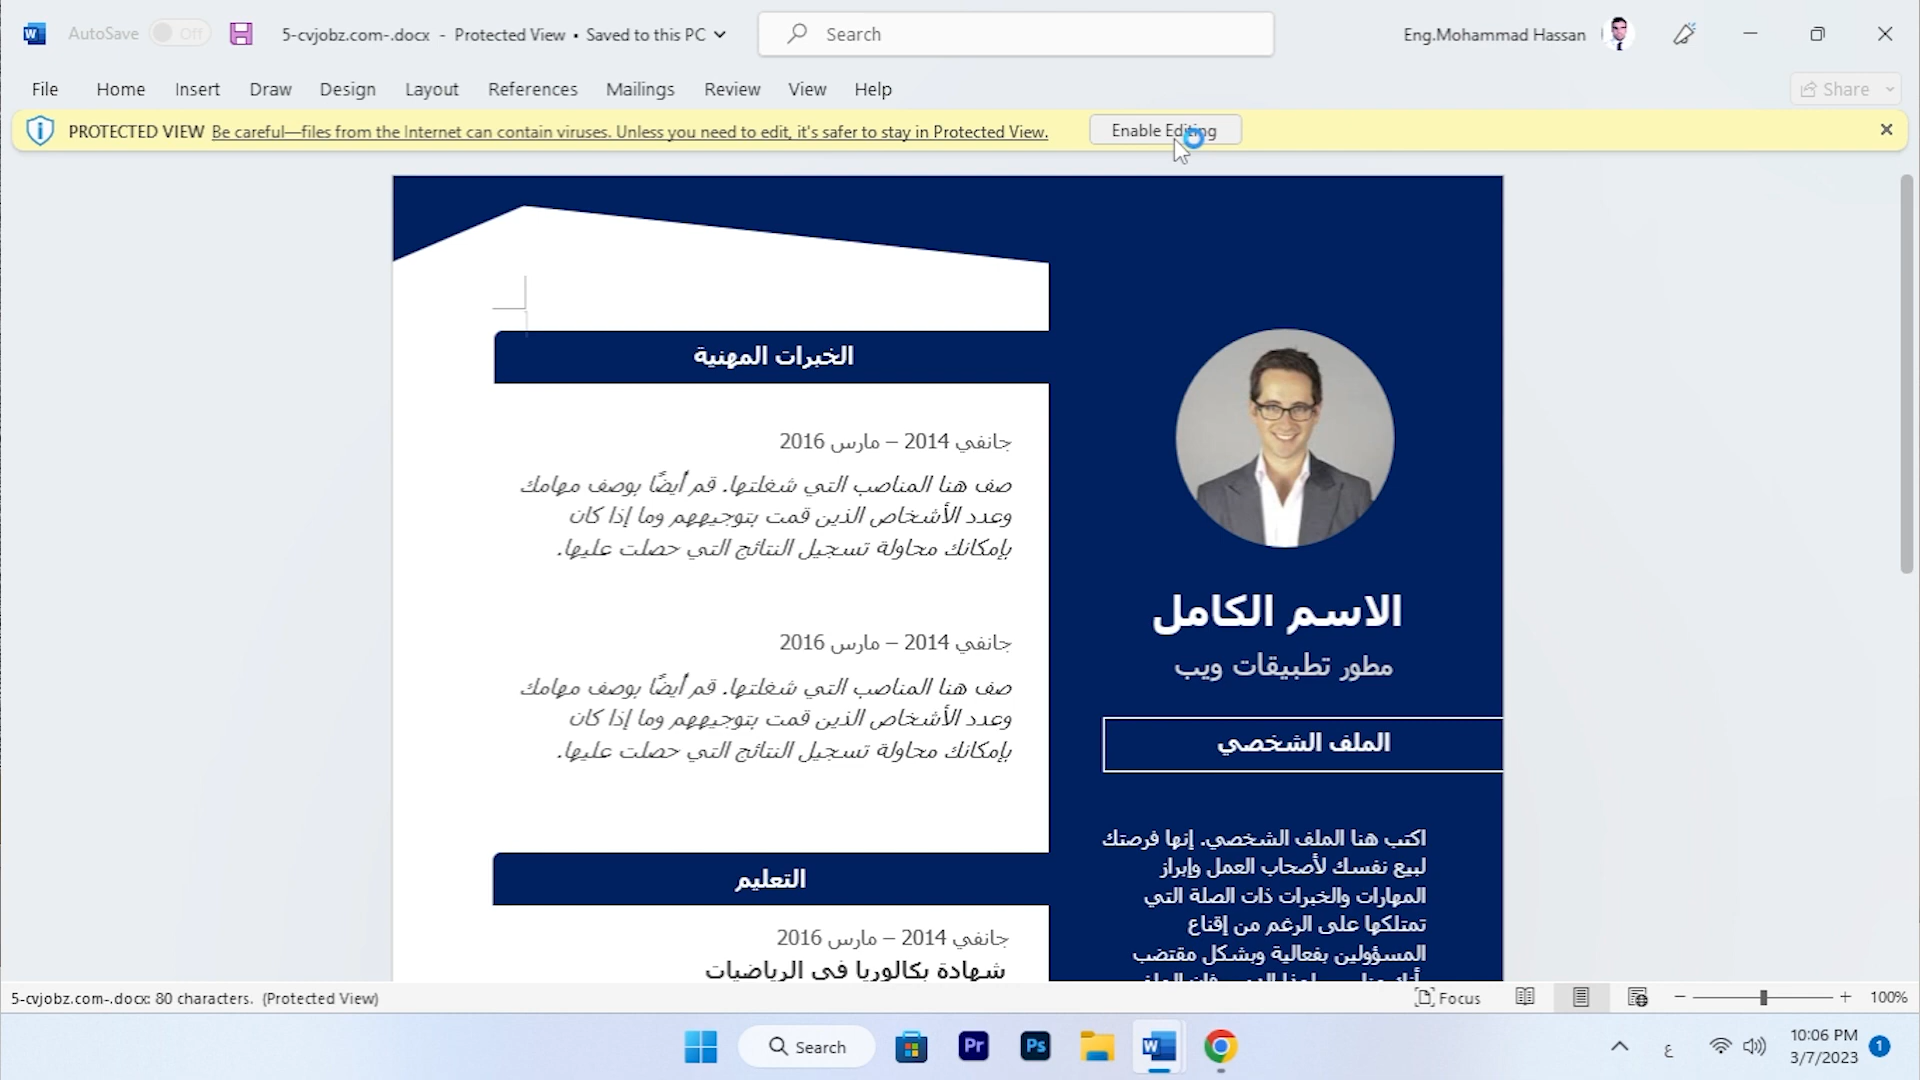 AutoSave Off 5-cvjobz.com-.docx - Protected View • Saved to this PC Search Eng.Mohammad Hassan
File Home Insert Draw Design Layout References Mailings Review View Help Share
PROTECTED VIEW Be careful—files from the Internet can contain viruses. Unless you need to edit, it's safer to stay in Protected View. Enable Editing
الخبرات المهنية
جانفي 2014 – مارس 2016
صف هنا المناصب التي شغلتها. قم أيضًا بوصف مهامك
وعدد الأشخاص الذين قمت بتوجيههم وما إذا كان
بإمكانك محاولة تسجيل النتائج التي حصلت عليها.
جانفي 2014 – مارس 2016
صف هنا المناصب التي شغلتها. قم أيضًا بوصف مهامك
وعدد الأشخاص الذين قمت بتوجيههم وما إذا كان
بإمكانك محاولة تسجيل النتائج التي حصلت عليها.
التعليم
جانفي 2014 – مارس 2016
شهادة بكالوريا في الرياضيات
الاسم الكامل
مطور تطبيقات ويب
الملف الشخصي
اكتب هنا الملف الشخصي. إنها فرصتك
لبيع نفسك لأصحاب العمل وإبراز
المهارات والخبرات ذات الصلة التي
تمتلكها على الرغم من إقناع
المسؤولين بفعالية وبشكل مقتضب
5-cvjobz.com-.docx: 80 characters. (Protected View) Focus 100%
Search Pr Ps W ع 10:06 PM 1
3/7/2023